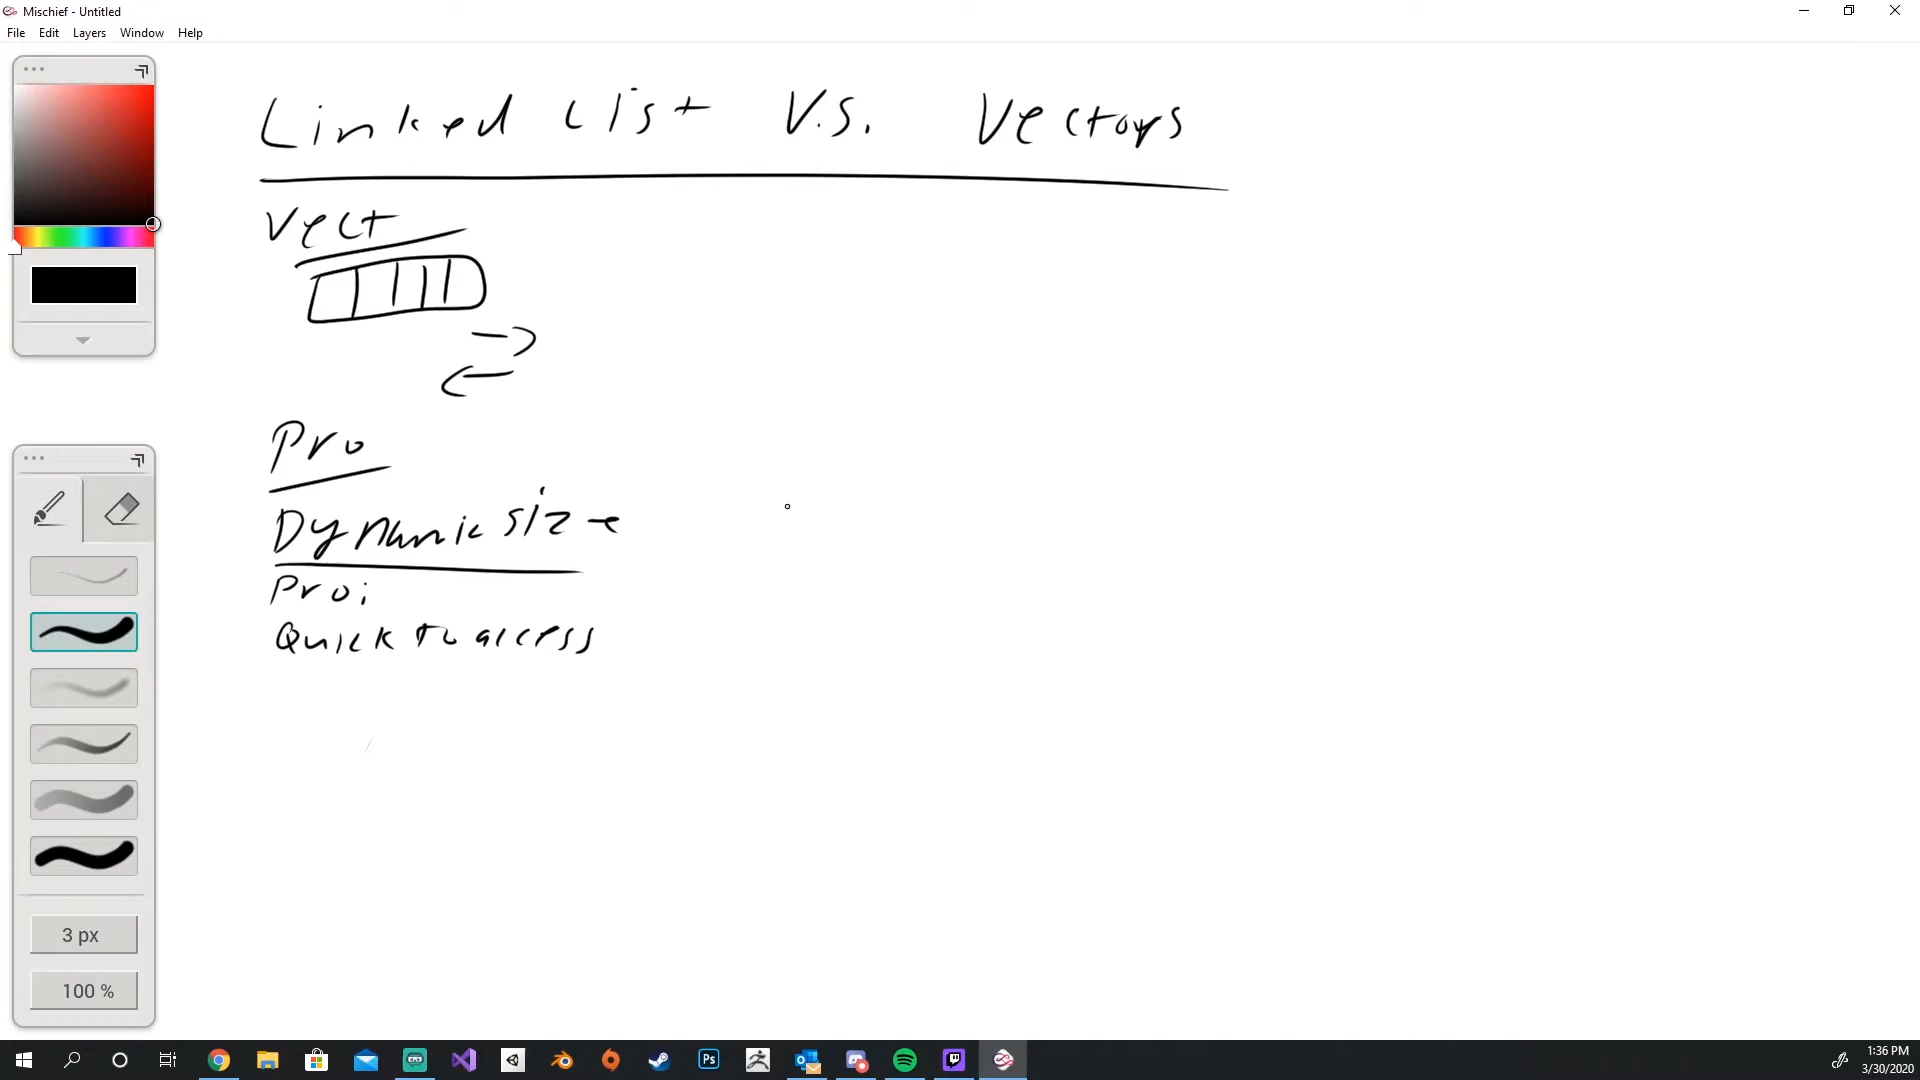 Mischief - Untitled
File Edit Layers Window Help
Linked List V.S. Vectors
Vect
Pro
Dynamic size
Pro:
Quick to access
3 px
100 %
Ps
1:36 PM
3/30/2020